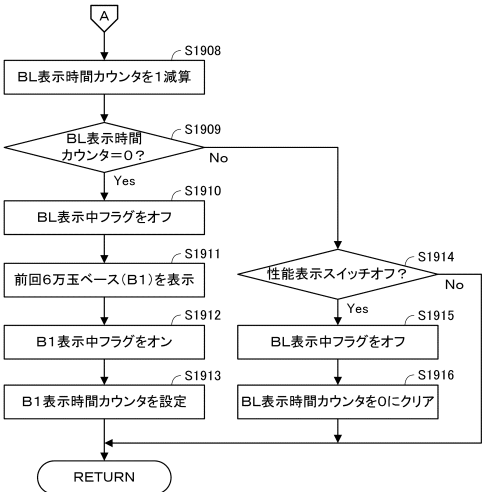 A
S1908
BL表示時間カウンタを1減算
S1909
BL表示時間
カウンタ=0?
No
Yes
S1910
BL表示中フラグをオフ
S1911
前回6万玉ベース(B1)を表示
S1912
B1表示中フラグをオン
S1913
B1表示時間カウンタを設定
S1914
性能表示スイッチオフ?
No
Yes
S1915
BL表示中フラグをオフ
S1916
BL表示時間カウンタを0にクリア
RETURN